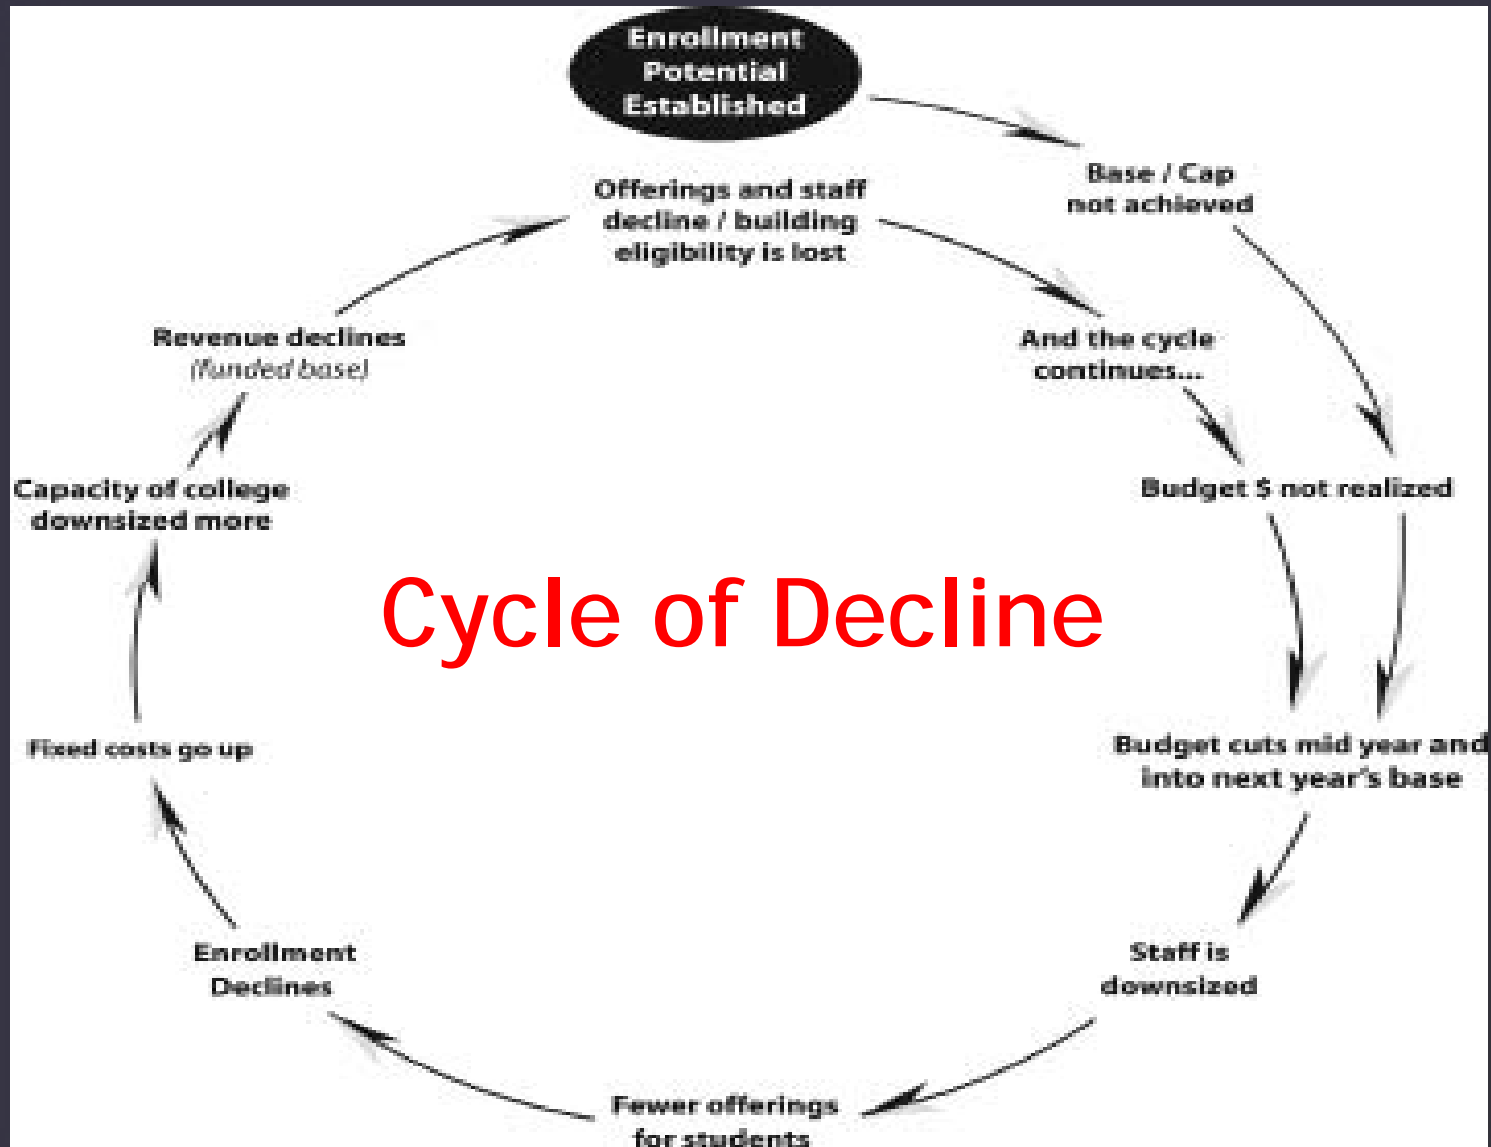 Enrollment
Potential
Established
Base / Cap
not achieved
Offerings and staff
decline / building
eligibility is lost
Revenue declines
(funded base)
And the cycle
continues...
Capacity of college
downsized more
Budget $ not realized
Cycle of Decline
Fixed costs go up
Budget cuts mid year and
into next year's base
Enrollment
Declines
Staff is
downsized
Fewer offerings
for students